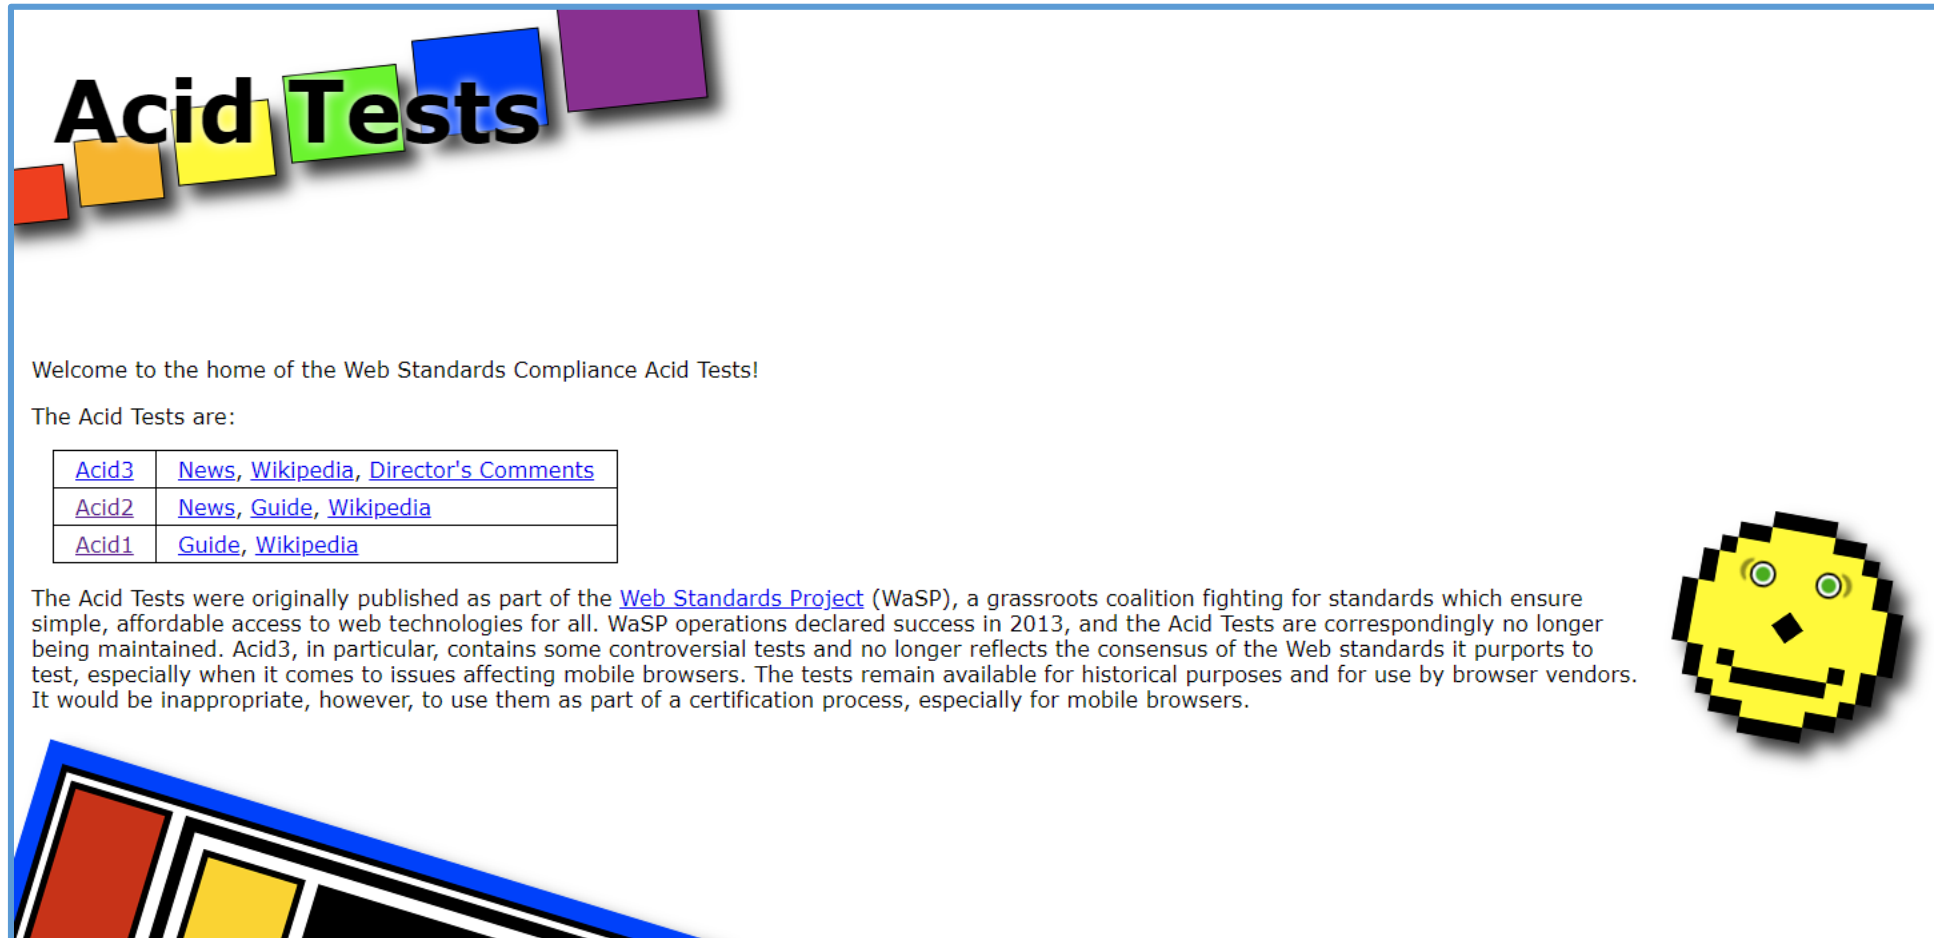 Acid Tests
Welcome to the home of the Web Standards Compliance Acid Tests!
The Acid Tests are:
Acid3 News, Wikipedia, Director's Comments
Acid2 News, Guide, Wikipedia
Acid1 Guide, Wikipedia
The Acid Tests were originally published as part of the Web Standards Project (WaSP), a grassroots coalition fighting for standards which ensure
simple, affordable access to web technologies for all. WaSP operations declared success in 2013, and the Acid Tests are correspondingly no longer
being maintained. Acid3, in particular, contains some controversial tests and no longer reflects the consensus of the Web standards it purports to
test, especially when it comes to issues affecting mobile browsers. The tests remain available for historical purposes and for use by browser vendors.
It would be inappropriate, however, to use them as part of a certification process, especially for mobile browsers.